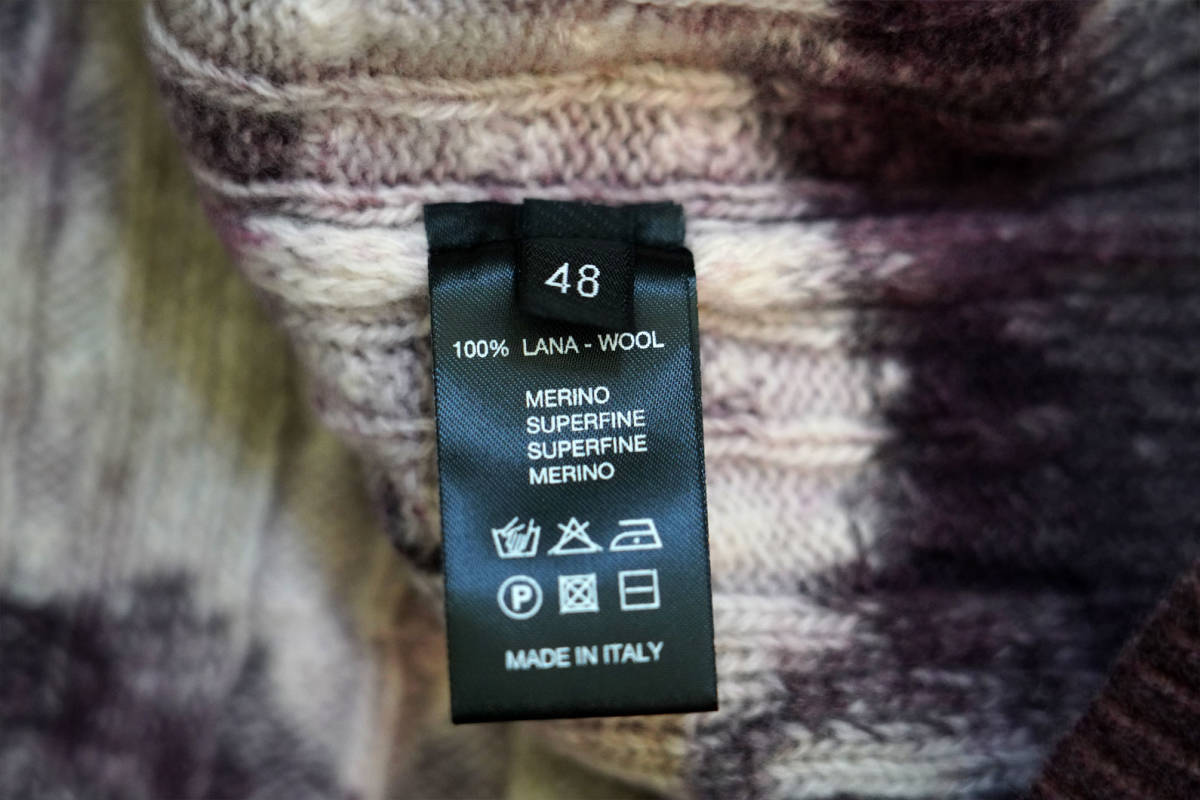 48
100% LANA - WOOL
MERINO
SUPERFINE
SUPERFINE
MERINO
P
MADE IN ITALY